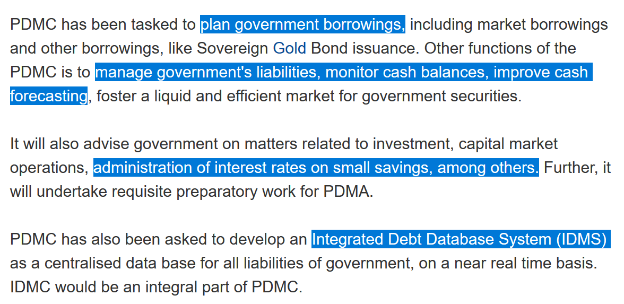 PDMC has been tasked to plan government borrowings, including market borrowings
and other borrowings, like Sovereign Gold Bond issuance. Other functions of the
PDMC is to manage government's liabilities, monitor cash balances, improve cash
forecasting, foster a liquid and efficient market for government securities.
It will also advise government on matters related to investment, capital market
operations, administration of interest rates on small savings, among others. Further, it
will undertake requisite preparatory work for PDMA.
PDMC has also been asked to develop an Integrated Debt Database System (IDMS)
as a centralised data base for all liabilities of government, on a near real time basis.
IDMC would be an integral part of PDMC.